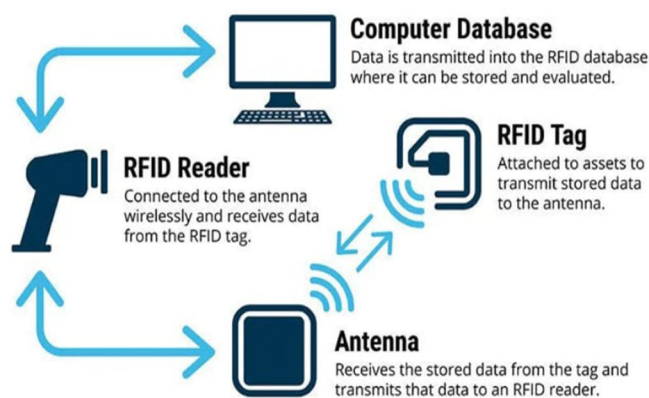 Computer Database
Data is transmitted into the RFID database
where it can be stored and evaluated.
RFID Tag
Attached to assets to
transmit stored data
to the antenna.
RFID Reader
Connected to the antenna
wirelessly and receives data
from the RFID tag.
Antenna
Receives the stored data from the tag and
transmits that data to an RFID reader.